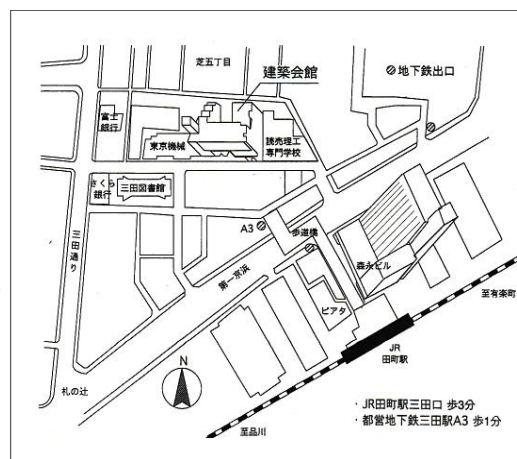 芝五丁目
建築会館
地下鉄出口
富士
銀行
東京機械
読売理工
専門学校
さくら
銀行
三田図書館
A3
歩道橋
三田通り
第一京浜
森永ビル
ピアタ
至有楽町
JR
田町駅
N
札の辻
至品川
・JR田町駅三田口 歩3分
・都営地下鉄三田駅A3 歩1分